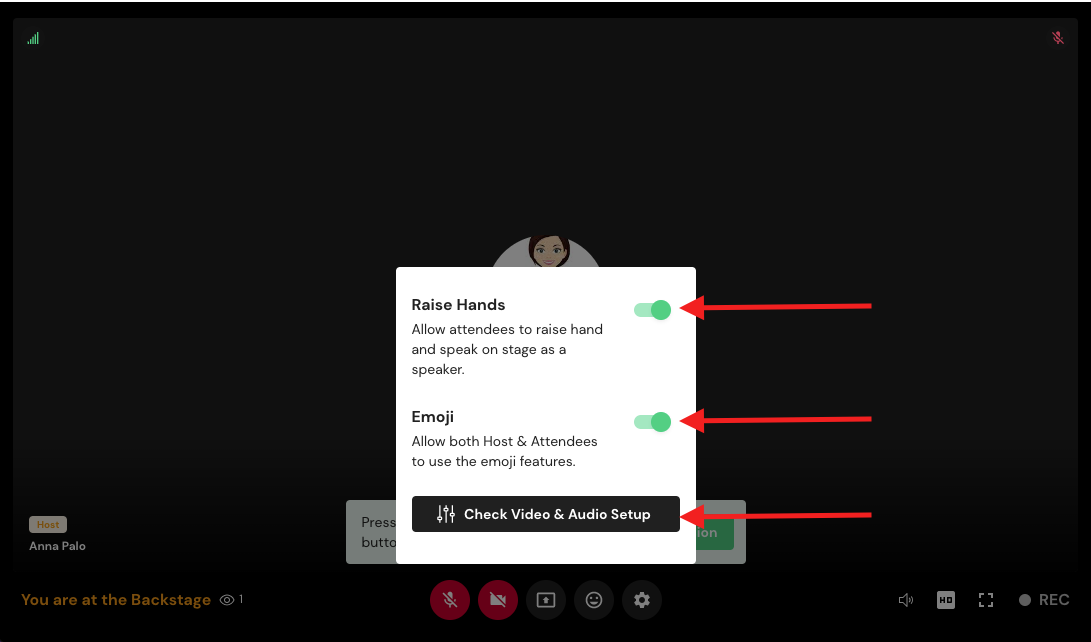 Raise Hands
Allow attendees to raise hand
and speak on stage as a
speaker.
Emoji
Allow both Host & Attendees
to use the emoji features.
Check Video & Audio Setup
Host
Anna Palo
Press
You are at the Backstage
1
HD
REC